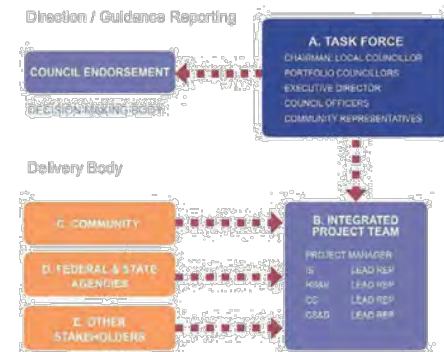 Direction / Guidance Reporting
A. TASK FORCE
CHAIRMAN: LOCAL COUNCILLOR
PORTFOLIO COUNCILLORS
EXECUTIVE DIRECTOR
COUNCIL OFFICERS
COMMUNITY REPRESENTATIVES
COUNCIL ENDORSEMENT
DECISION-MAKING BODY
Delivery Body
C. COMMUNITY
D. FEDERAL & STATE
AGENCIES
E. OTHER
STAKEHOLDERS
B. INTEGRATED
PROJECT TEAM
PROJECT MANAGER
IS LEAD REP
LEAD REP
CC LEAD REP
LEAD REP